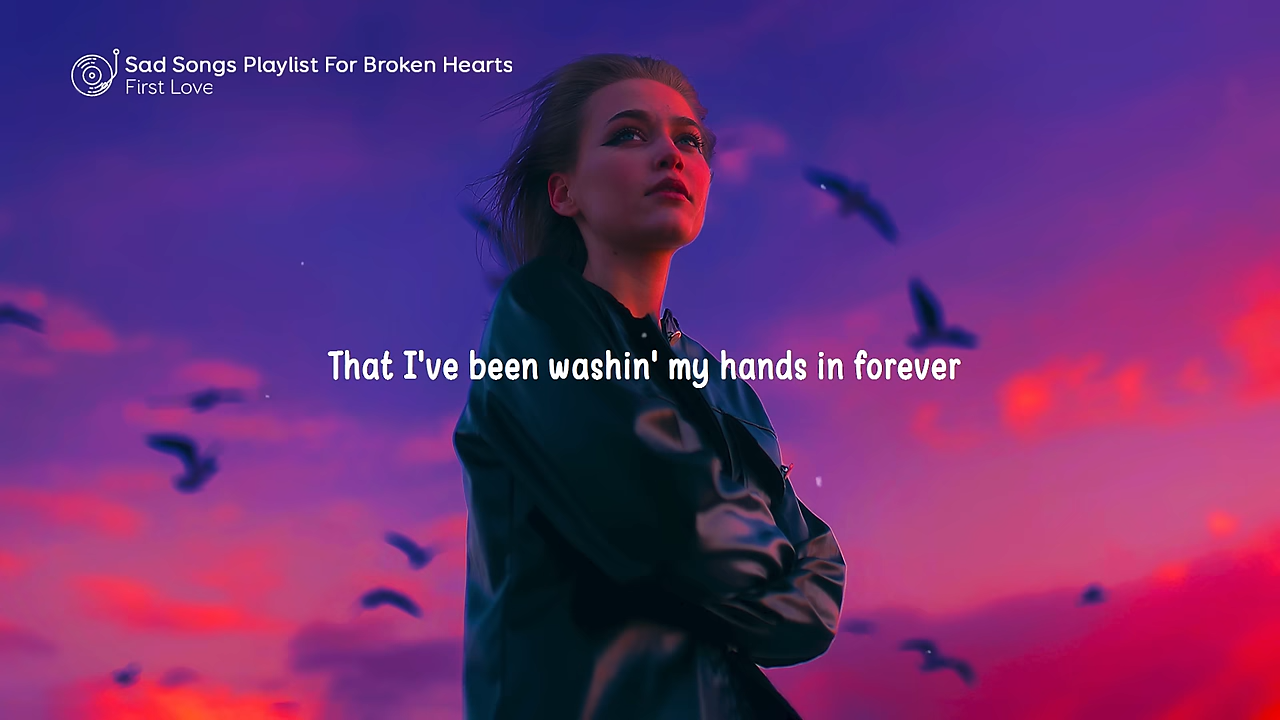 Sad Songs Playlist For Broken Hearts
First Love
That I've been washin' my hands in forever